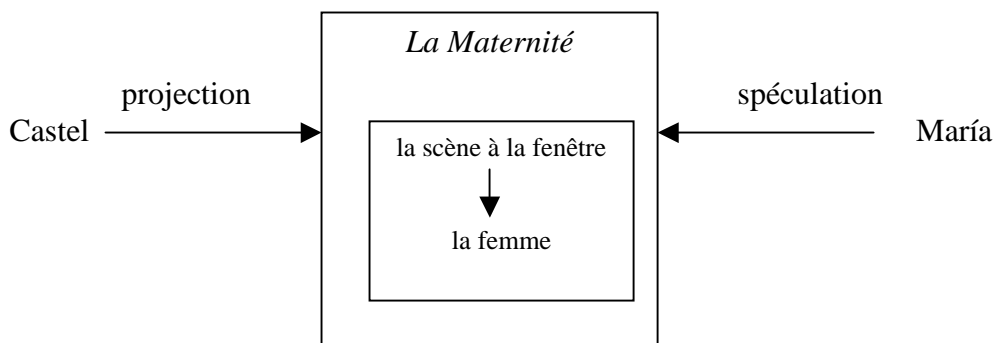 La Maternité
projection
spéculation
Castel
María
la scène à la fenêtre
la femme